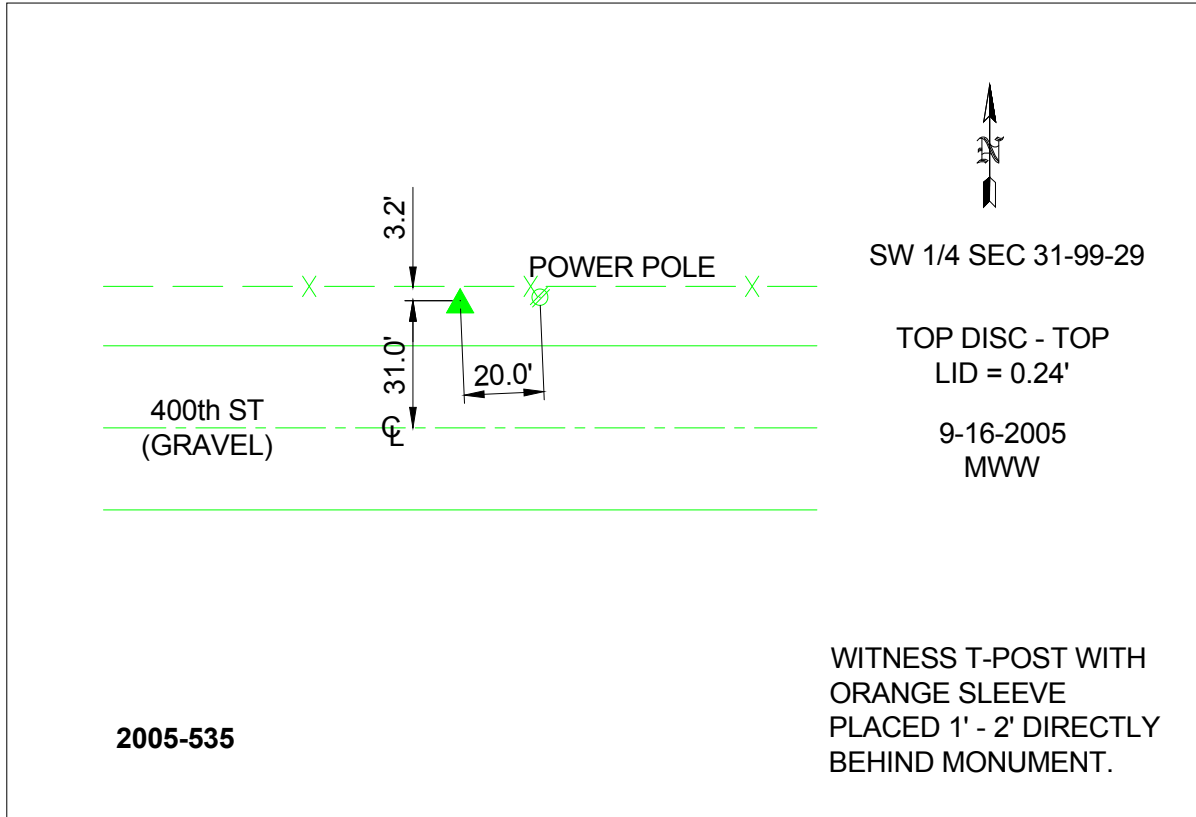 N
3.2'
SW 1/4 SEC 31-99-29
POWER POLE
X X X
31.0'
20.0'
TOP DISC - TOP
LID = 0.24'
400th ST
(GRAVEL)
CL
9-16-2005
MWW
WITNESS T-POST WITH
ORANGE SLEEVE
PLACED 1' - 2' DIRECTLY
BEHIND MONUMENT.
2005-535